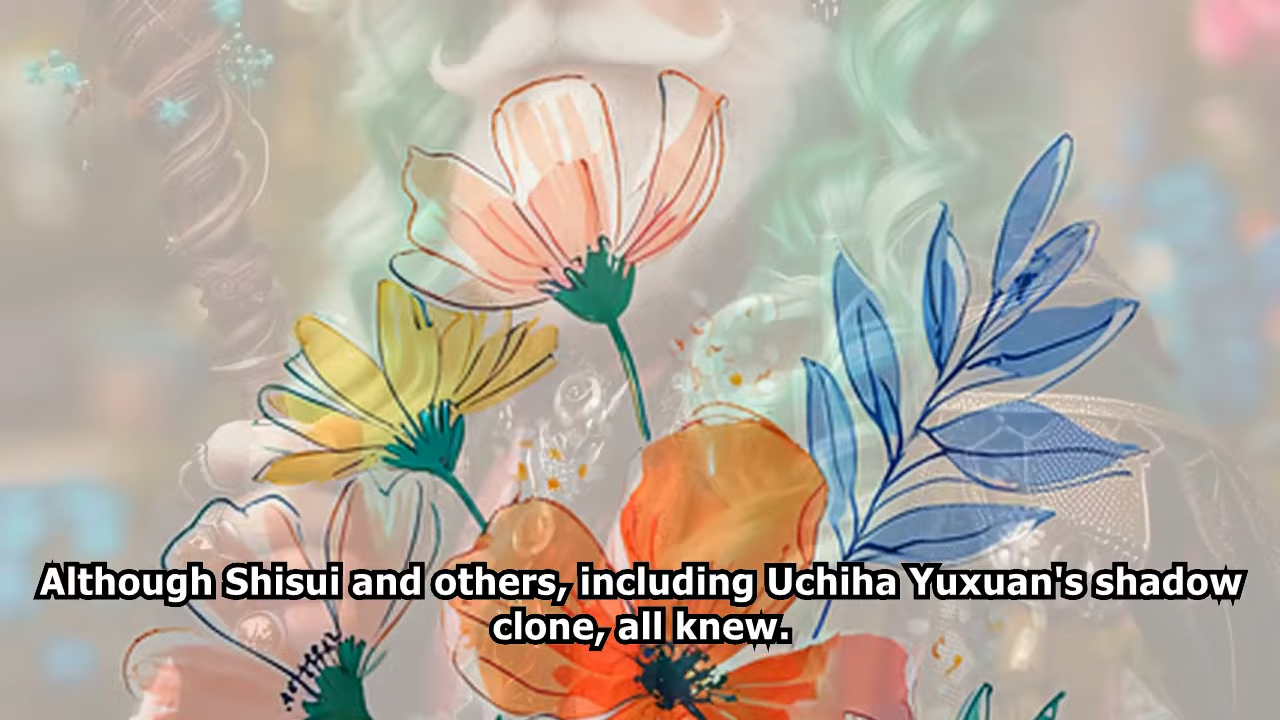 Although Shisui and others, including Uchiha Yuxuan's shadow
clone, all knew.